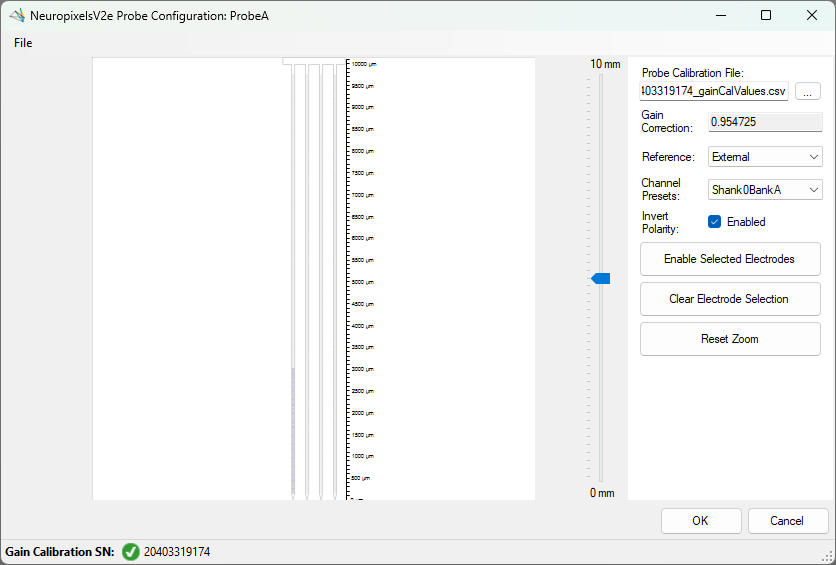 NeuropixelsV2e Probe Configuration: ProbeA
File
10000 µm
9500 µm
9000 µm
8500 µm
8000 µm
7500 µm
7000 µm
6500 µm
6000 µm
5500 µm
5000 µm
4500 µm
4000 µm
3500 µm
3000 µm
2500 µm
2000 µm
1500 µm
1000 µm
500 µm
0 µm
10 mm
0 mm
Probe Calibration File:
403319174_gainCalValues.csv
...
Gain
Correction:
0.954725
Reference:
External
Channel
Presets:
Shank0BankA
Invert
Polarity:
Enabled
Enable Selected Electrodes
Clear Electrode Selection
Reset Zoom
OK
Cancel
Gain Calibration SN:
20403319174